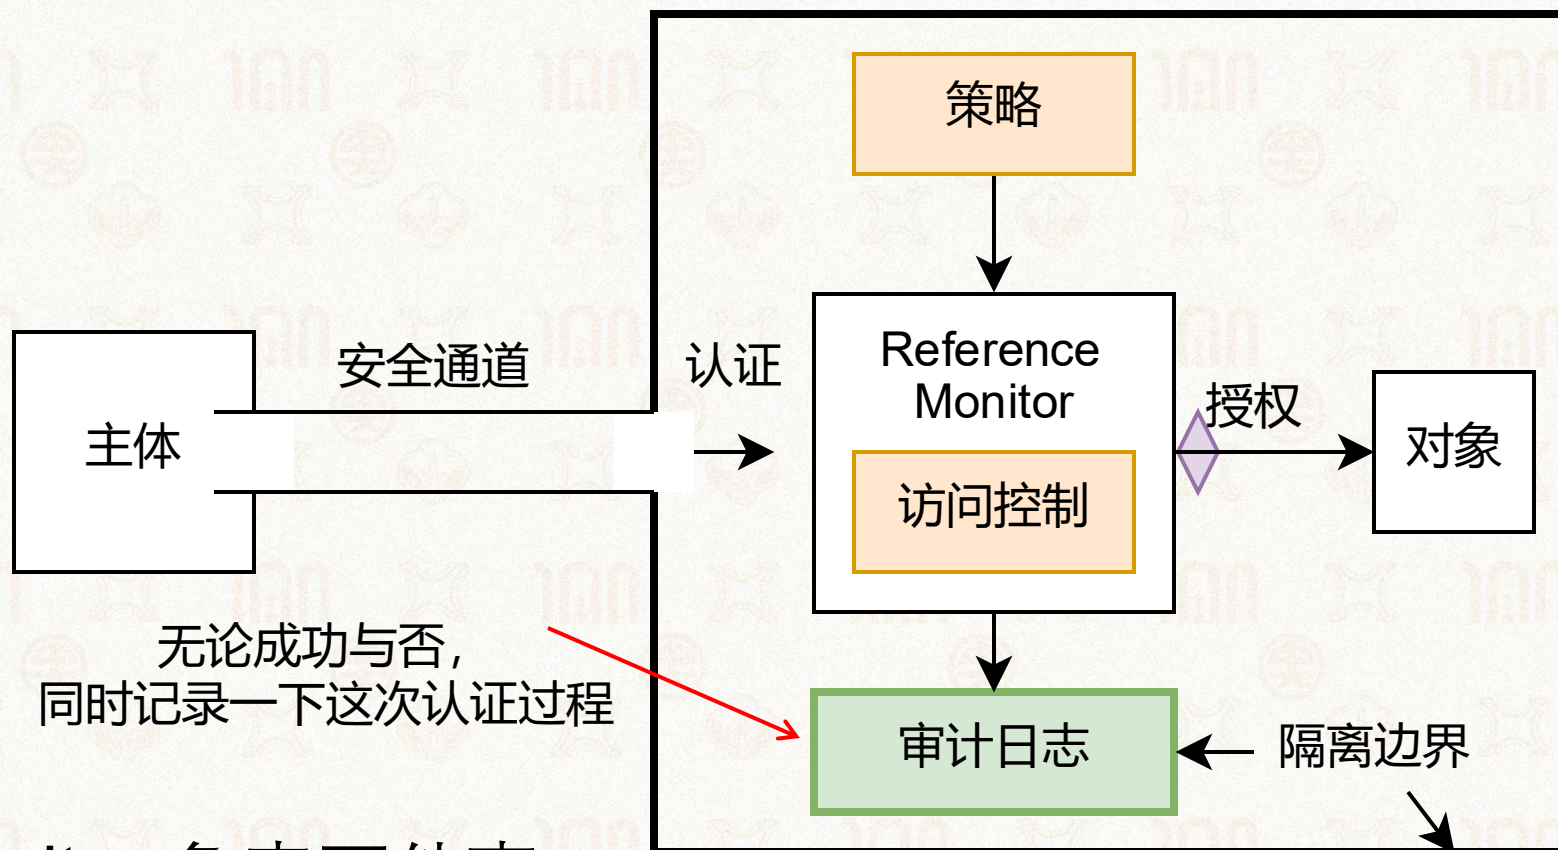 策略
安全通道
认证
Reference
Monitor
授权
主体
对象
访问控制
无论成功与否，
同时记录一下这次认证过程
审计日志
隔离边界